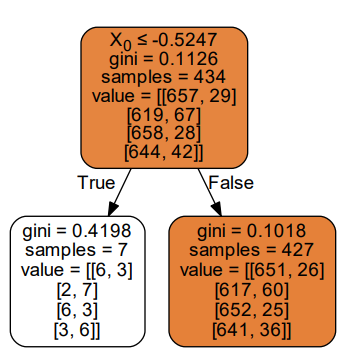 X₀ ≤ -0.5247
gini = 0.1126
samples = 434
value = [[657, 29]
[619, 67]
[658, 28]
[644, 42]]
True
False
gini = 0.4198
samples = 7
value = [[6, 3]
[2, 7]
[6, 3]
[3, 6]]
gini = 0.1018
samples = 427
value = [[651, 26]
[617, 60]
[652, 25]
[641, 36]]